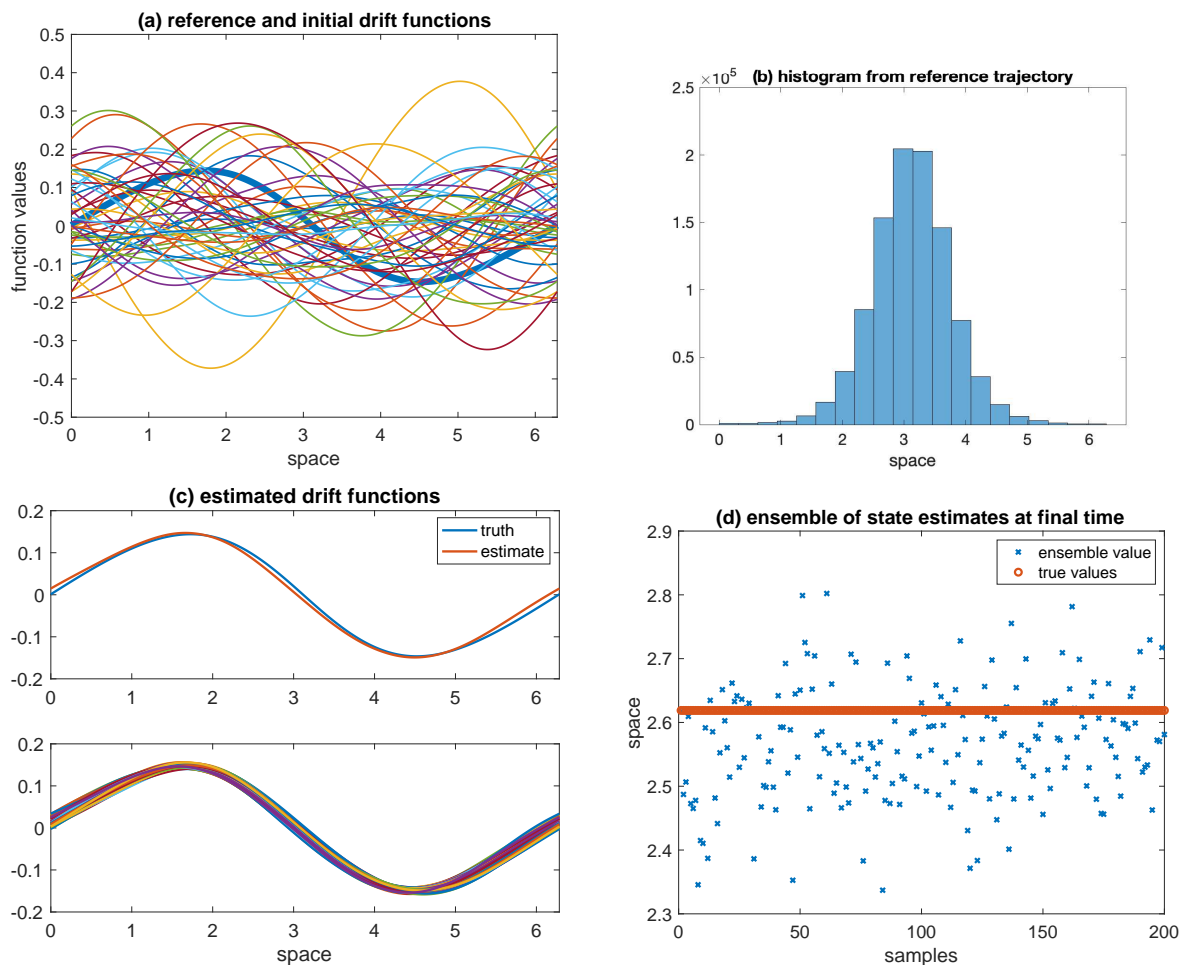 (a) reference and initial drift functions
function values
0.5
0.4
0.3
0.2
0.1
0
-0.1
-0.2
-0.3
-0.4
-0.5
0 1 2 3 4 5 6
space
(b) histogram from reference trajectory
×10⁵
2.5
2
1.5
1
0.5
0
0 1 2 3 4 5 6
space
(c) estimated drift functions
0.2
0.1
0
-0.1
-0.2
truth
estimate
0 1 2 3 4 5 6
0.2
0.1
0
-0.1
-0.2
0 1 2 3 4 5 6
space
(d) ensemble of state estimates at final time
space
2.9
2.8
2.7
2.6
2.5
2.4
2.3
ensemble value
true values
0 50 100 150 200
samples